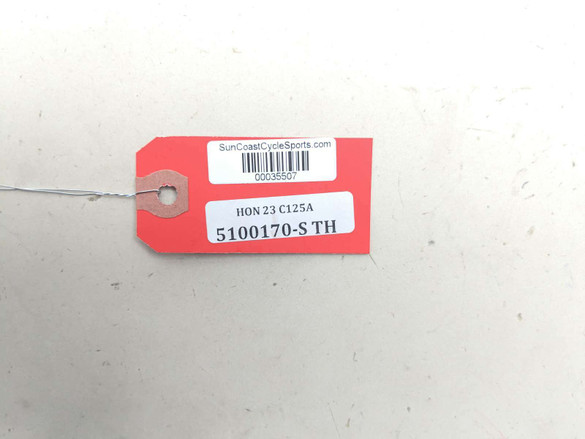 SunCoastCycleSports.com
00035507
HON 23 C125A
5100170-S TH